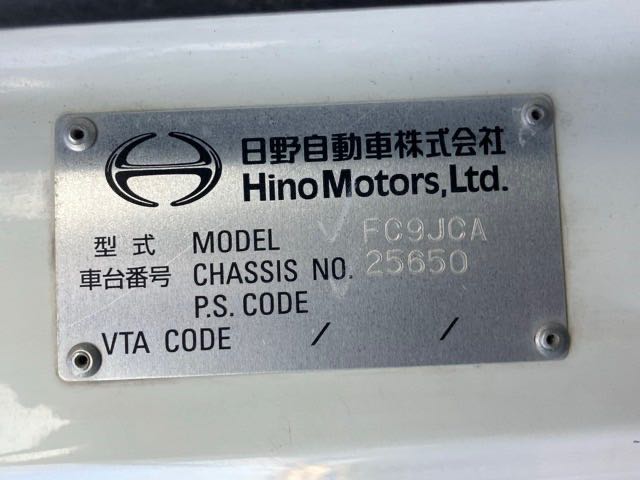 日野自動車株式会社
Hino Motors, Ltd.
型式 MODEL FC9JCA
車台番号 CHASSIS NO. 25650
P.S. CODE
VTA CODE / /